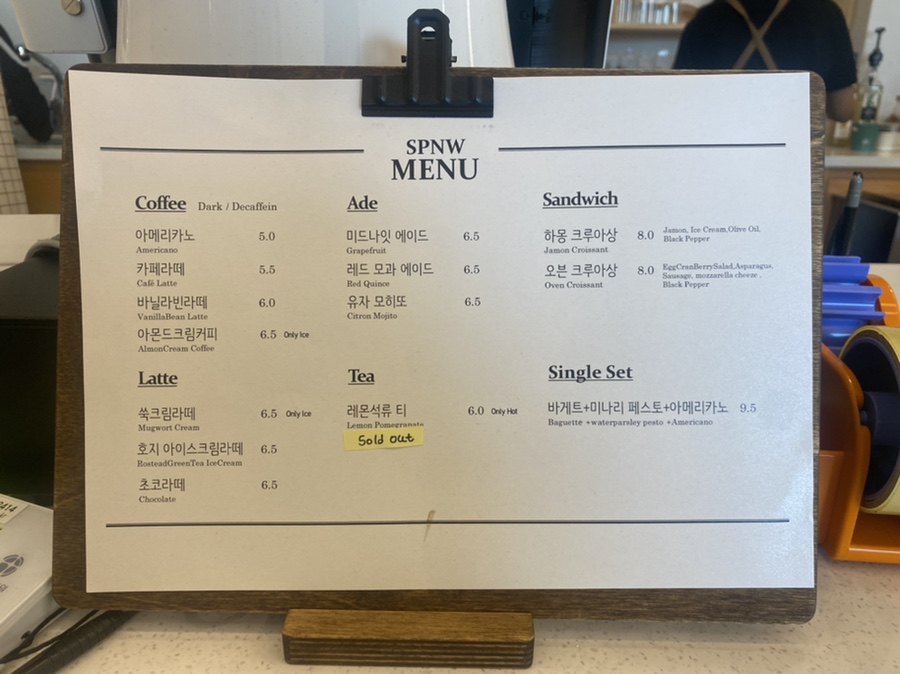 SPNW
MENU
Coffee Dark / Decaffein
아메리카노 5.0
Americano
카페라떼 5.5
Café Latte
바닐라빈라떼 6.0
VanillaBean Latte
아몬드크림커피 6.5 Only Ice
AlmonCream Coffee
Latte
쑥크림라떼 6.5 Only Ice
Mugwort Cream
호지 아이스크림라떼 6.5
RosteadGreenTea IceCream
초코라떼 6.5
Chocolate
Ade
미드나잇 에이드 6.5
Grapefruit
레드 모과 에이드 6.5
Red Quince
유자 모히또 6.5
Citron Mojito
Tea
레몬석류 티 6.0 Only Hot
Lemon Pomegranate
Sold out
Sandwich
하몽 크루아상 8.0 Jamon, Ice Cream,Olive Oil,
Jamon Croissant Black Pepper
오븐 크루아상 8.0 EggCranBerrySalad,Asparagus,
Oven Croissant Sausage, mozzarella cheeze ,
Black Pepper
Single Set
바게트+미나리 페스토+아메리카노 9.5
Baguette +waterparsley pesto +Americano